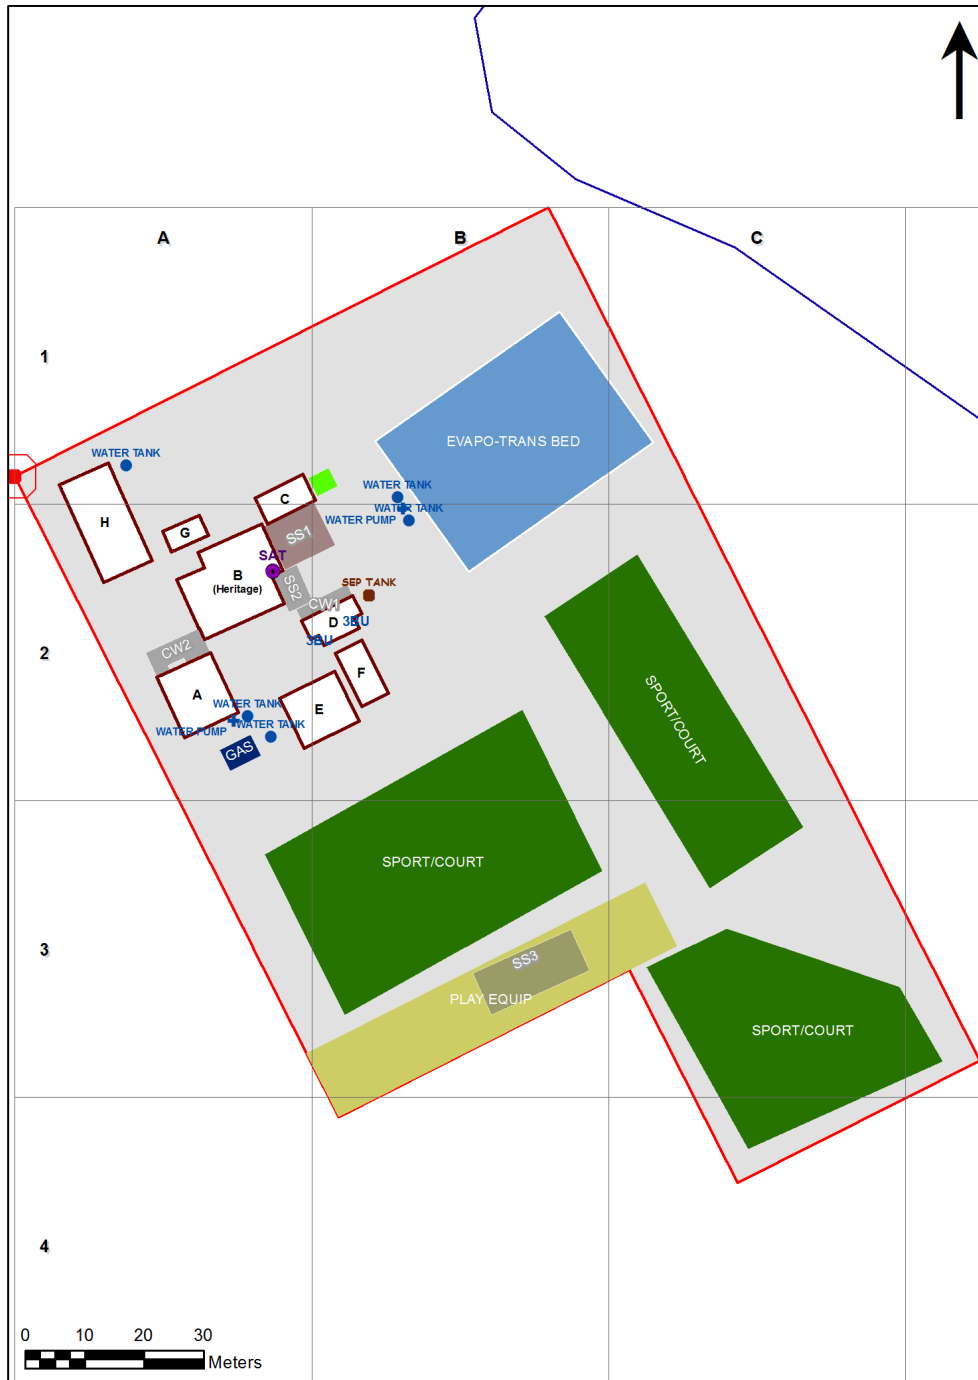 A
B
C
1
EVAPO-TRANS BED
WATER TANK
WATER TANK
C
WATER TANK
H
WATER PUMP
G
SS1
SAT
B
(Heritage)
SS2
SEP TANK
CW1
D
3BU
3BU
2
CW2
F
A
SPORT/COURT
WATER TANK
E
WATER TANK
WATER PUMP
GAS
SPORT/COURT
3
SS3
PLAY EQUIP
SPORT/COURT
4
0 10 20 30
Meters